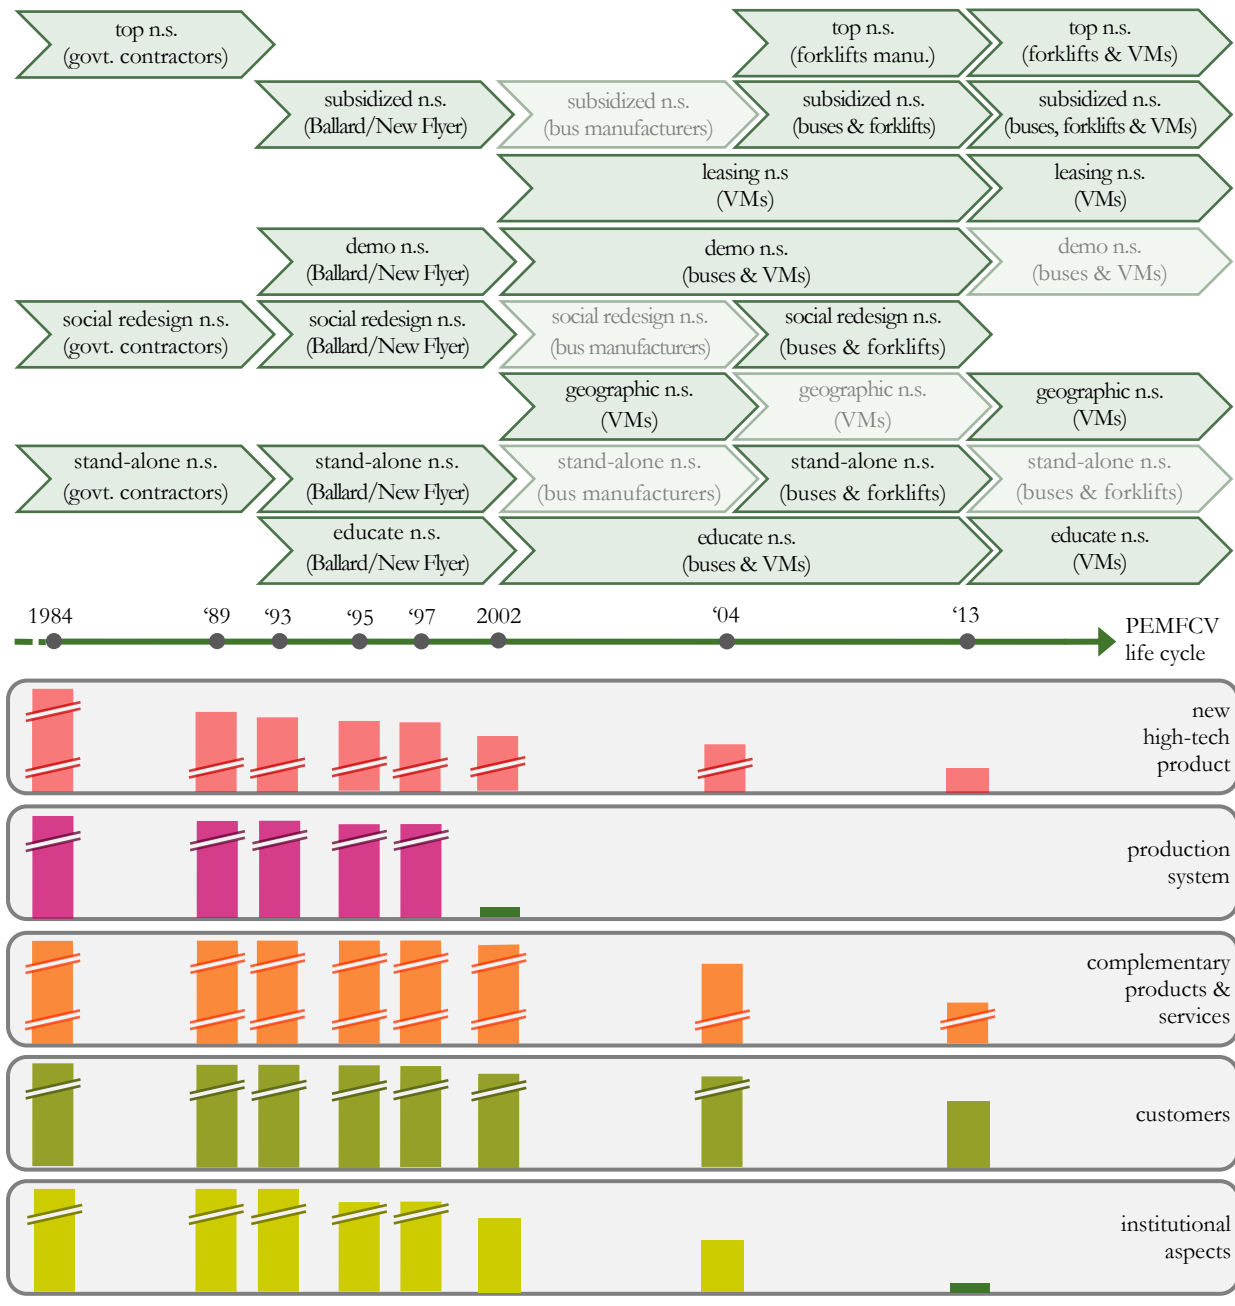 top n.s.
(govt. contractors)
top n.s.
(forklifts manu.)
top n.s.
(forklifts & VMs)
subsidized n.s.
(Ballard/New Flyer)
subsidized n.s.
(bus manufacturers)
subsidized n.s.
(buses & forklifts)
subsidized n.s.
(buses, forklifts & VMs)
leasing n.s
(VMs)
leasing n.s.
(VMs)
demo n.s.
(Ballard/New Flyer)
demo n.s.
(buses & VMs)
demo n.s.
(buses & VMs)
social redesign n.s.
(govt. contractors)
social redesign n.s.
(Ballard/New Flyer)
social redesign n.s.
(bus manufacturers)
social redesign n.s.
(buses & forklifts)
geographic n.s.
(VMs)
geographic n.s.
(VMs)
geographic n.s.
(VMs)
stand-alone n.s.
(govt. contractors)
stand-alone n.s.
(Ballard/New Flyer)
stand-alone n.s.
(bus manufacturers)
stand-alone n.s.
(buses & forklifts)
stand-alone n.s.
(buses & forklifts)
educate n.s.
(Ballard/New Flyer)
educate n.s.
(buses & VMs)
educate n.s.
(VMs)
1984 ‘89 ‘93 ‘95 ‘97 2002 ‘04 ‘13
PEMFCV
life cycle
new
high-tech
product
production
system
complementary
products &
services
customers
institutional
aspects